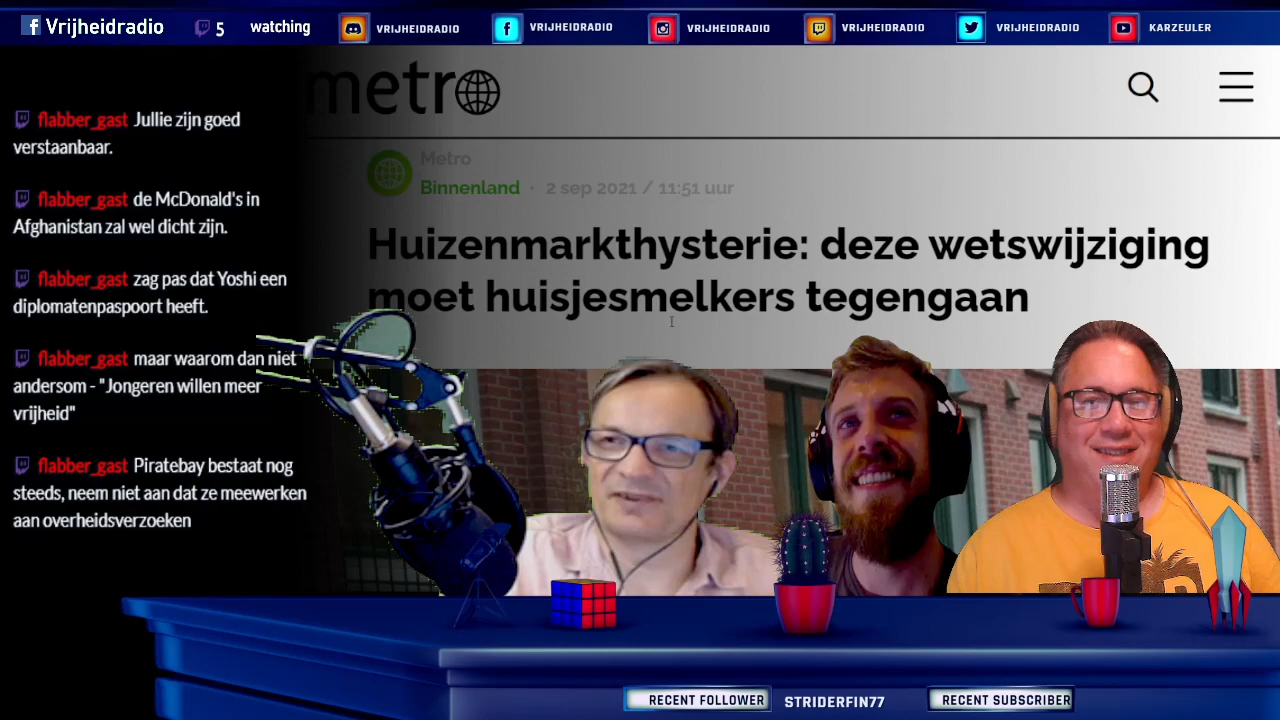 Vrijheidradio
5 watching
VRIJHEIDRADIO
VRIJHEIDRADIO
VRIJHEIDRADIO
VRIJHEIDRADIO
VRIJHEIDRADIO
KARZEULER
metro
Metro
Binnenland · 2 sep 2021 / 11:51 uur
Huizenmarkthysterie: deze wetswijziging
moet huisjesmelkers tegengaan
flabber_gast Jullie zijn goed
verstaanbaar.
flabber_gast de McDonald's in
Afghanistan zal wel dicht zijn.
flabber_gast zag pas dat Yoshi een
diplomatenpaspoort heeft.
flabber_gast maar waarom dan niet
andersom - "Jongeren willen meer
vrijheid"
flabber_gast Piratebay bestaat nog
steeds, neem niet aan dat ze meewerken
aan overheidsverzoeken
RECENT FOLLOWER
STRIDERFIN77
RECENT SUBSCRIBER